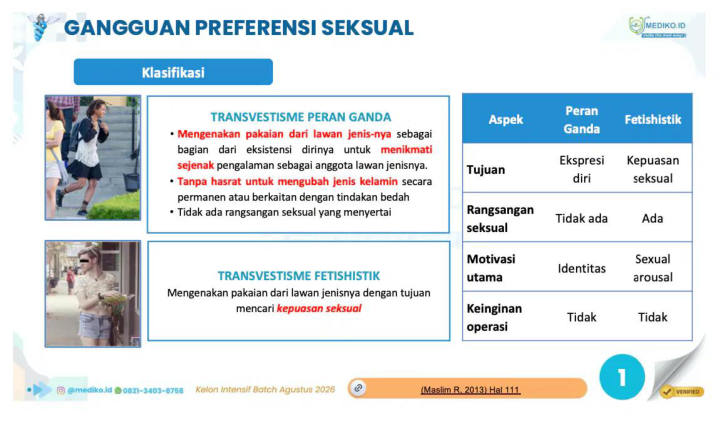 GANGGUAN PREFERENSI SEKSUAL
MEDIKO.ID
Klasifikasi
TRANSVESTISME PERAN GANDA
• Mengenakan pakaian dari lawan jenis-nya sebagai
bagian dari eksistensi dirinya untuk menikmati
sejenak pengalaman sebagai anggota lawan jenisnya.
• Tanpa hasrat untuk mengubah jenis kelamin secara
permanen atau berkaitan dengan tindakan bedah
• Tidak ada rangsangan seksual yang menyertai
TRANSVESTISME FETISHISTIK
Mengenakan pakaian dari lawan jenisnya dengan tujuan
mencari kepuasan seksual
Aspek Peran Ganda Fetishistik
Tujuan Ekspresi diri Kepuasan seksual
Rangsangan seksual Tidak ada Ada
Motivasi utama Identitas Sexual arousal
Keinginan operasi Tidak Tidak
@mediko.id 0821-3403-8758 Kelon Intensif Batch Agustus 2026
(Maslim R, 2013) Hal 111
1
VERIFIED